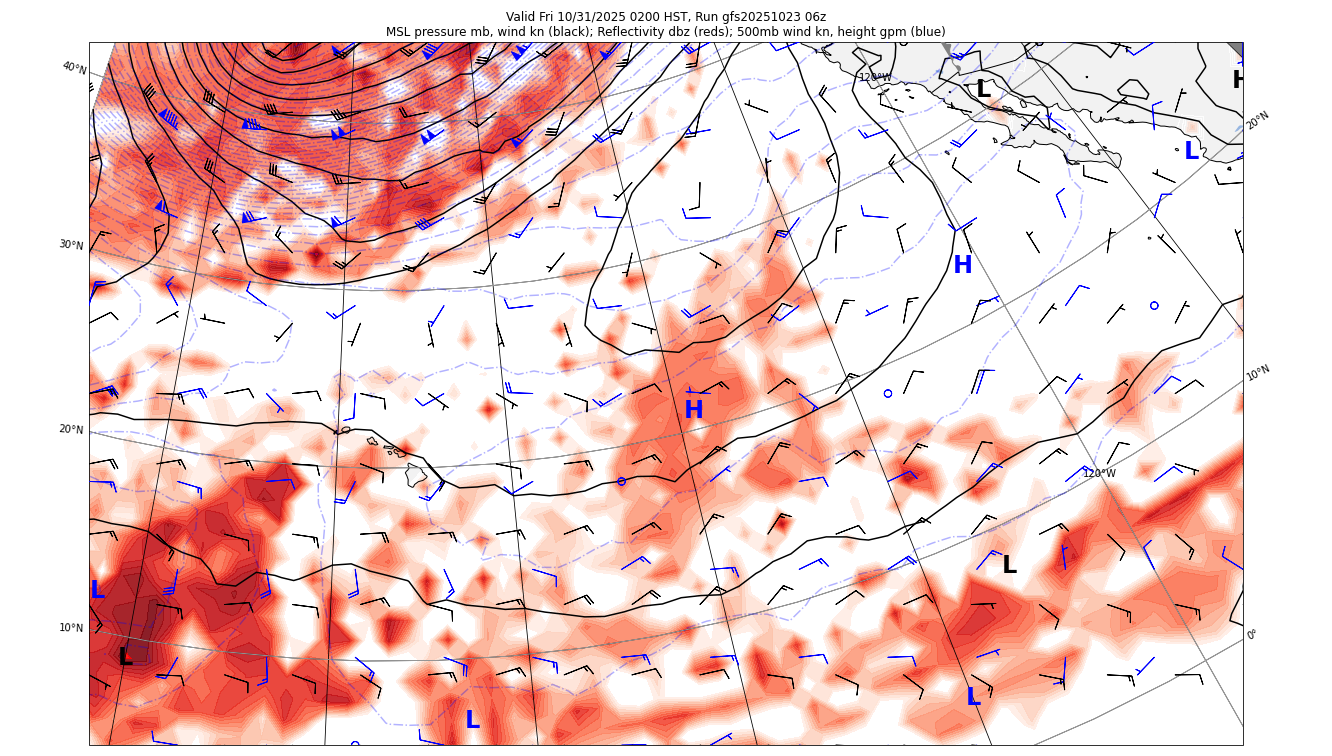 Valid Fri 10/31/2025 0200 HST, Run gfs20251023 06z
MSL pressure mb, wind kn (black); Reflectivity dbz (reds); 500mb wind kn, height gpm (blue)
40°N
120°W
L
H
20°N
L
30°N
H
10°N
H
20°N
120°W
L
L
10°N
0°
L
L
L